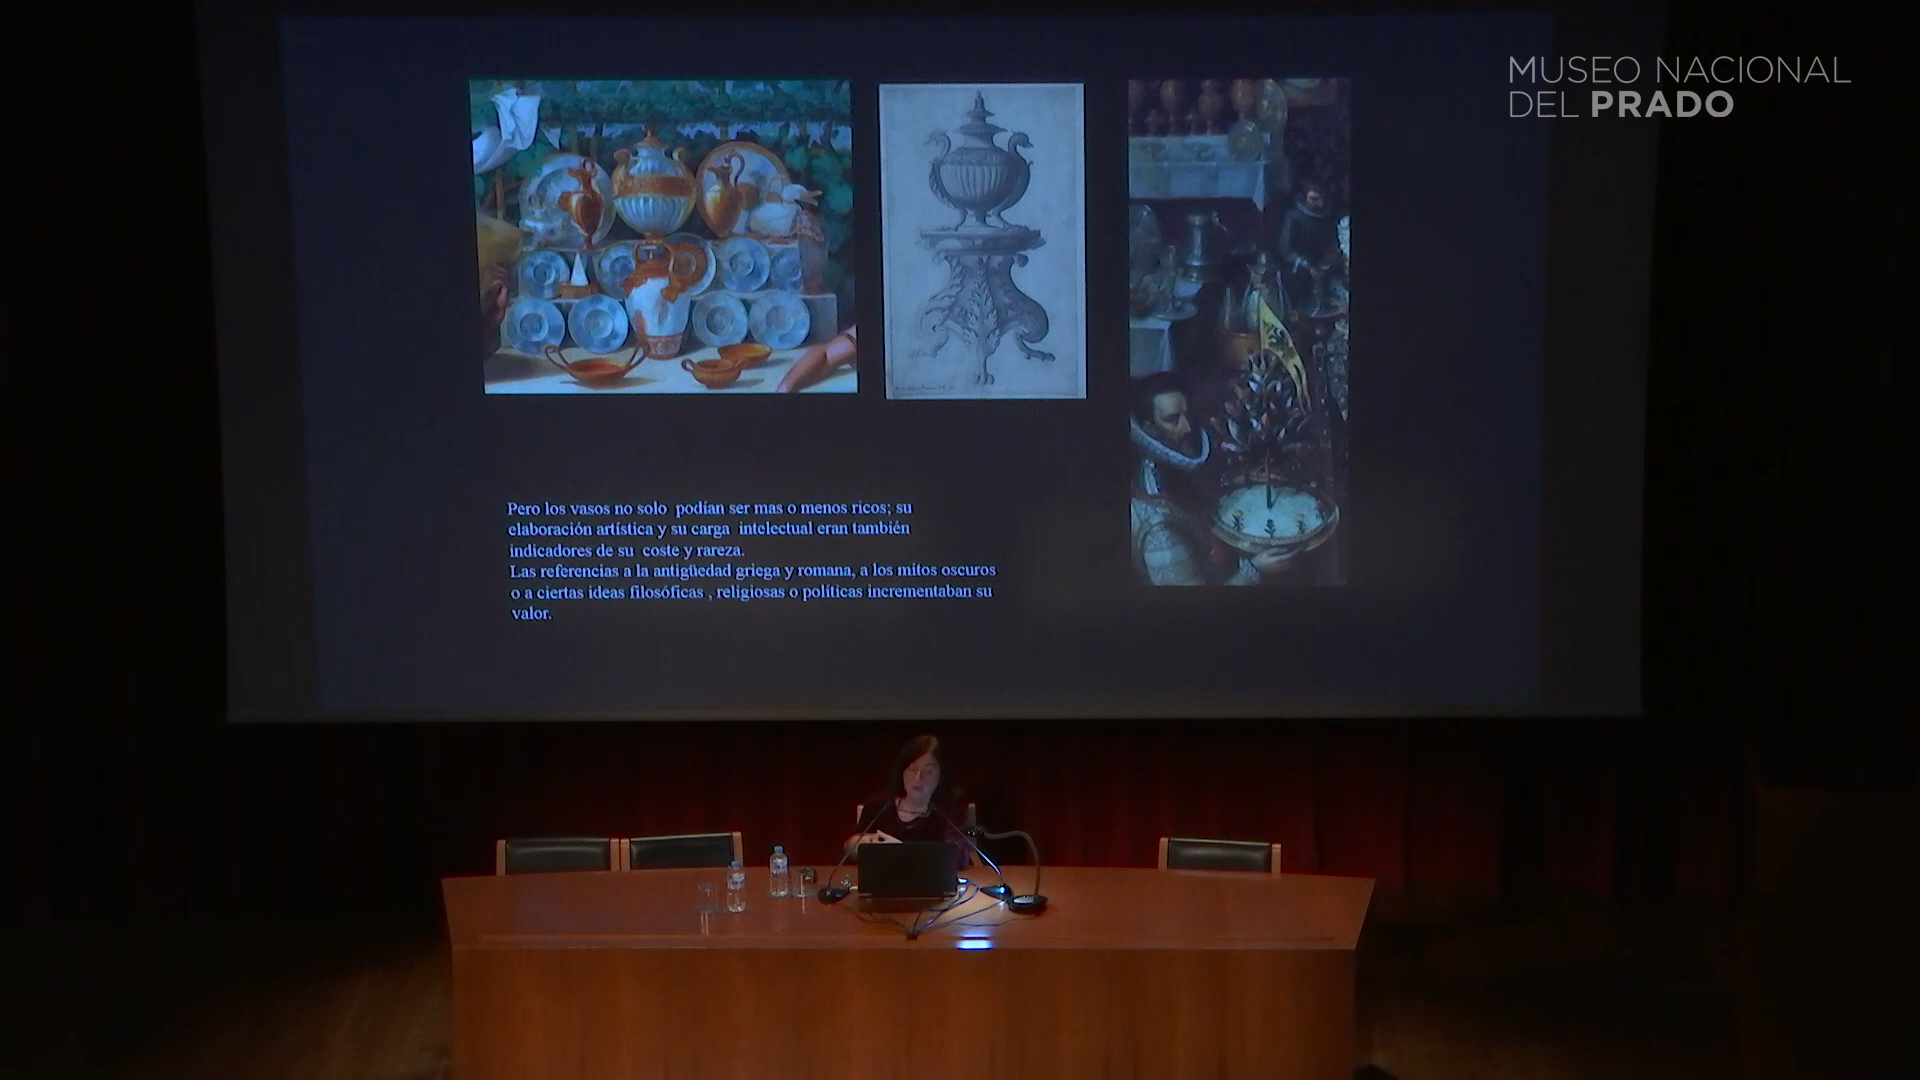 MUSEO NACIONAL
DEL PRADO
Pero los vasos no solo podían ser mas o menos ricos; su
elaboración artística y su carga intelectual eran también
indicadores de su coste y rareza.
Las referencias a la antigüedad griega y romana, a los mitos oscuros
o a ciertas ideas filosóficas , religiosas o políticas incrementaban su
valor.